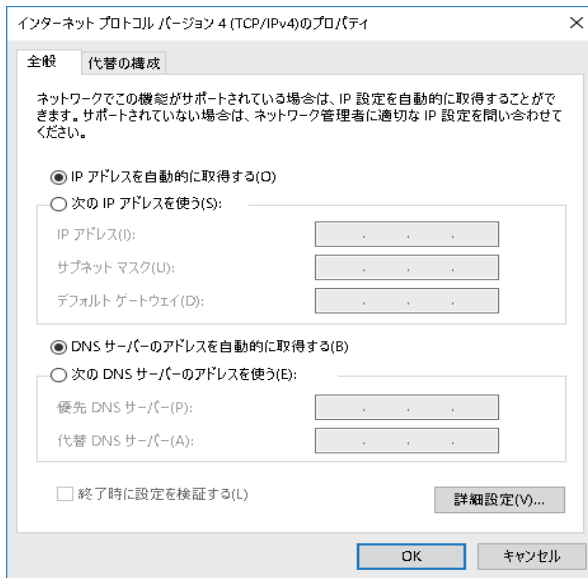 インターネット プロトコル バージョン 4 (TCP/IPv4)のプロパティ
全般
代替の構成
ネットワークでこの機能がサポートされている場合は、IP 設定を自動的に取得することがで
きます。サポートされていない場合は、ネットワーク管理者に適切な IP 設定を問い合わせて
ください。
IP アドレスを自動的に取得する(O)
次の IP アドレスを使う(S):
IP アドレス(I):
サブネット マスク(U):
デフォルト ゲートウェイ(D):
DNS サーバーのアドレスを自動的に取得する(B)
次の DNS サーバーのアドレスを使う(E):
優先 DNS サーバー(P):
代替 DNS サーバー(A):
終了時に設定を検証する(L)
詳細設定(V)...
OK
キャンセル